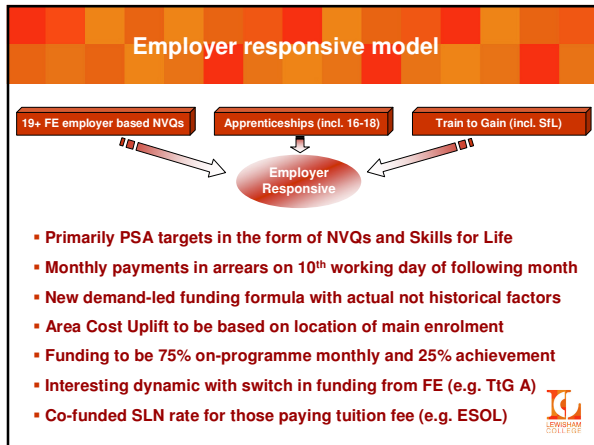 Employer responsive model
19+ FE employer based NVQs
Apprenticeships (incl. 16-18)
Train to Gain (incl. SfL)
Employer
Responsive
▪ Primarily PSA targets in the form of NVQs and Skills for Life
▪ Monthly payments in arrears on 10th working day of following month
▪ New demand-led funding formula with actual not historical factors
▪ Area Cost Uplift to be based on location of main enrolment
▪ Funding to be 75% on-programme monthly and 25% achievement
▪ Interesting dynamic with switch in funding from FE (e.g. TtG A)
▪ Co-funded SLN rate for those paying tuition fee (e.g. ESOL)
LEWISHAM
COLLEGE